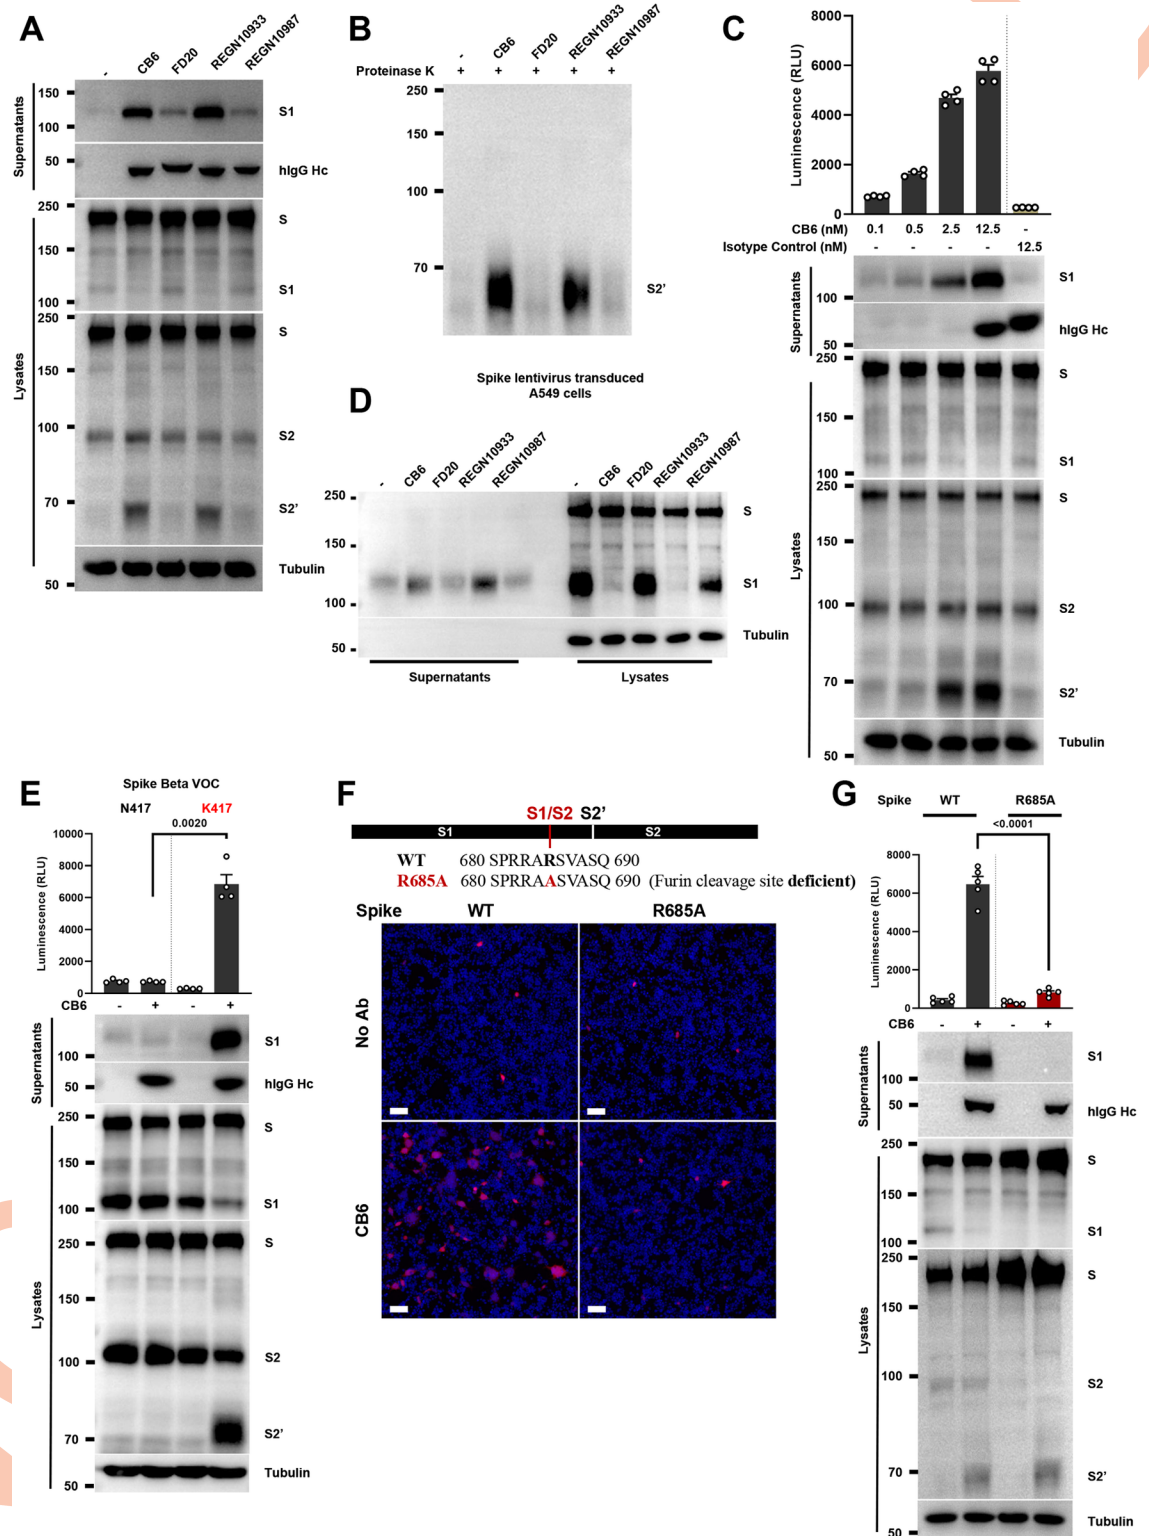 A
- CB6 FD20 REGN10933 REGN10987
Supernatants
150
100
S1
50
hIgG Hc
Lysates
250
S
150
100
S1
250
S
150
100
S2
70
S2'
Tubulin
50
B
- CB6 FD20 REGN10933 REGN10987
Proteinase K + + + + +
250
150
100
70
S2'
C
Luminescence (RLU)
8000
6000
4000
2000
0
CB6 (nM) 0.1 0.5 2.5 12.5 -
Isotype Control (nM) - - - - 12.5
Supernatants
S1
100
hIgG Hc
50
Lysates
250
S
150
S1
100
250
S
150
100
S2
70
S2'
Tubulin
50
D
Spike lentivirus transduced
A549 cells
- CB6 FD20 REGN10933 REGN10987 - CB6 FD20 REGN10933 REGN10987
250
S
150
S1
100
Tubulin
50
Supernatants Lysates
E
Spike Beta VOC
N417 K417
0.0020
Luminescence (RLU)
10000
8000
6000
4000
2000
0
CB6 - + - +
Supernatants
S1
100
hIgG Hc
50
Lysates
250
S
150
S1
100
S
250
150
S2
100
S2'
70
Tubulin
50
F
S1/S2 S2'
S1 S2
WT 680 SPRRARSVASQ 690
R685A 680 SPRRAASVASQ 690 (Furin cleavage site deficient)
Spike WT R685A
No Ab
CB6
G
Spike WT R685A
<0.0001
Luminescence (RLU)
8000
6000
4000
2000
0
CB6 - + - +
Supernatants
S1
100
50
hIgG Hc
Lysates
250
S
150
S1
100
250
S
150
100
S2
70
S2'
Tubulin
50